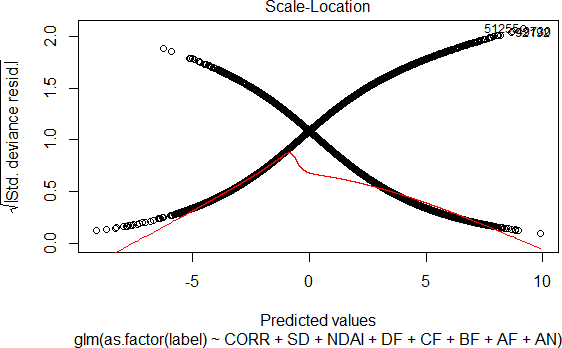 Scale-Location
√|Std. deviance resid.|
2.0
1.5
1.0
0.5
0.0
-5 0 5 10
Predicted values
glm(as.factor(label) ~ CORR + SD + NDAI + DF + CF + BF + AF + AN)